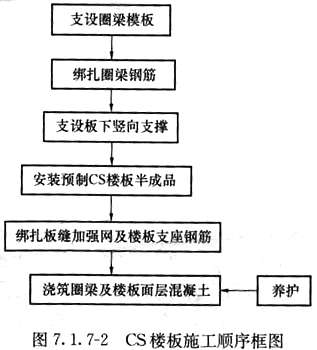 支设圈梁模板
绑扎圈梁钢筋
支设板下竖向支撑
安装预制CS楼板半成品
绑扎板缝加强网及楼板支座钢筋
浇筑圈梁及楼板面层混凝土
养护
图 7.1.7-2 CS楼板施工顺序框图